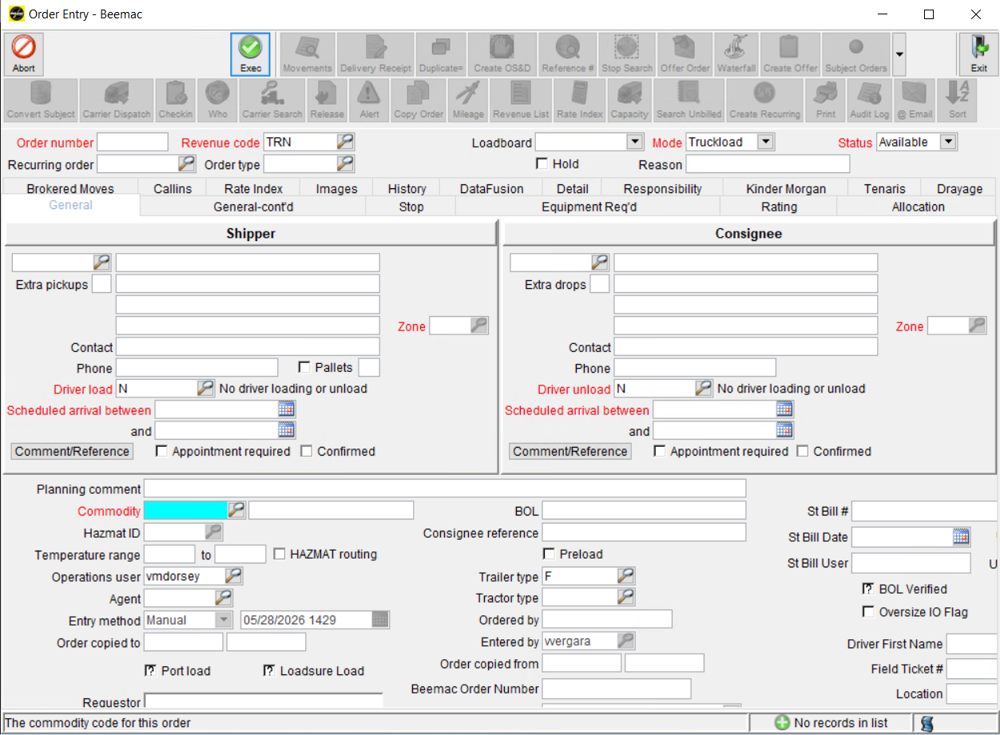 Order Entry - Beemac
Abort Exec Movements Delivery Receipt Duplicate= Create OS&D Reference # Stop Search Offer Order Waterfall Create Offer Subject Orders Exit
Convert Subject Carrier Dispatch Checkin Who Carrier Search Release Alert Copy Order Mileage Revenue List Rate Index Capacity Search Unbilled Create Recurring Print Audit Log @ Email Sort
Order number Revenue code TRN Loadboard Mode Truckload Status Available
Recurring order Order type Hold Reason
Brokered Moves Callins Rate Index Images History DataFusion Detail Responsibility Kinder Morgan Tenaris Drayage
General General-cont'd Stop Equipment Req'd Rating Allocation
Shipper Consignee
Extra pickups Extra drops
Zone Zone
Contact Contact
Phone Pallets Phone
Driver load N No driver loading or unload Driver unload N No driver loading or unload
Scheduled arrival between Scheduled arrival between
and and
Comment/Reference Appointment required Confirmed Comment/Reference Appointment required Confirmed
Planning comment
Commodity BOL St Bill #
Hazmat ID Consignee reference St Bill Date
Temperature range to HAZMAT routing Preload St Bill User U
Operations user vmdorsey Trailer type F BOL Verified
Agent Tractor type Oversize IO Flag
Entry method Manual 05/28/2026 1429 Ordered by
Order copied to Entered by vvergara Driver First Name
Port load Loadsure Load Order copied from Field Ticket #
Beemac Order Number Location
Requestor
The commodity code for this order No records in list